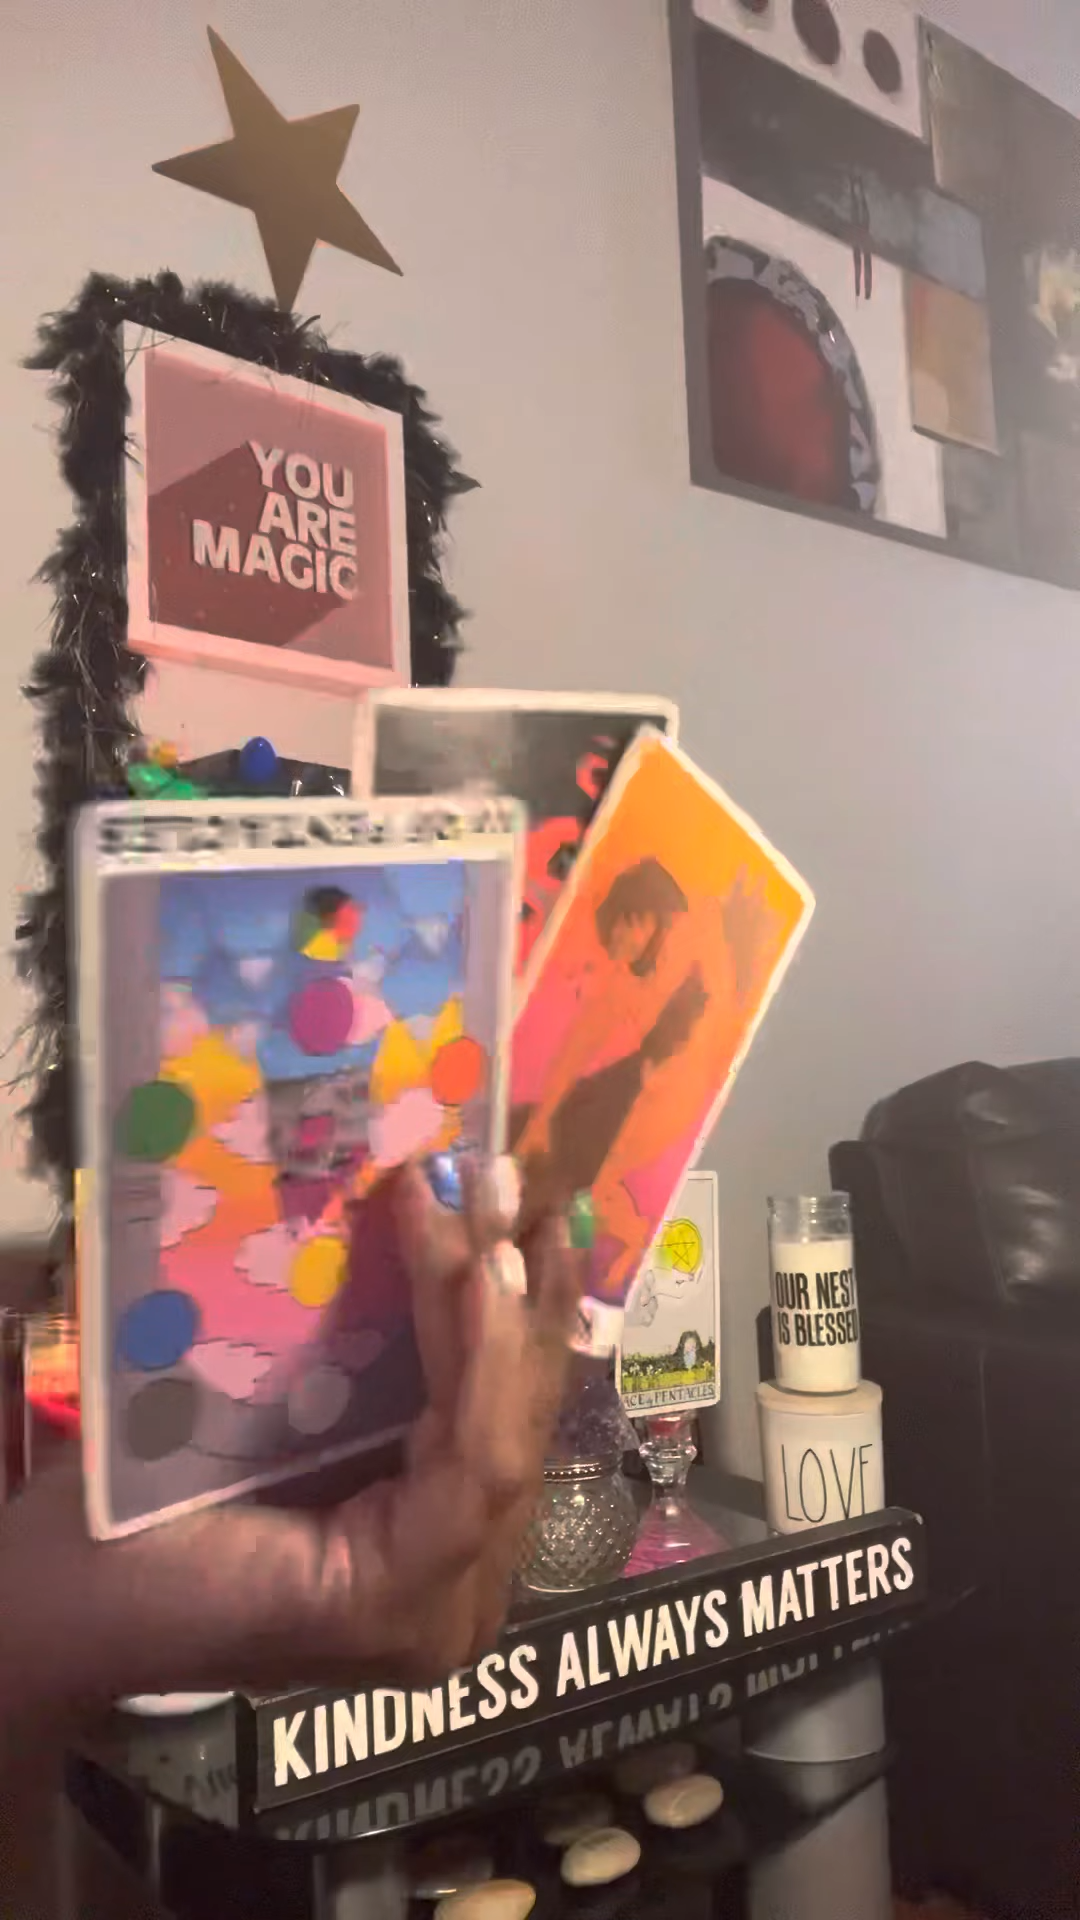 YOU
ARE
MAGIC
ACE of PENTACLES
OUR NEST
IS BLESSED
LOVE
KINDNESS ALWAYS MATTERS